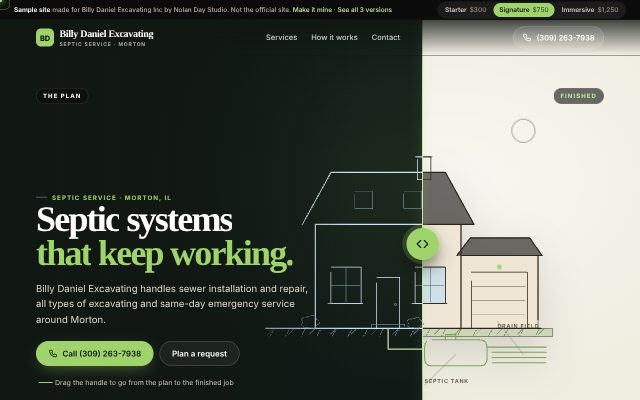 Sample site made for Billy Daniel Excavating Inc by Nolan Day Studio. Not the official site. Make it mine · See all 3 versions
Starter $300 Signature $750 Immersive $1,250
BD Billy Daniel Excavating
SEPTIC SERVICE · MORTON
Services How it works Contact
(309) 263-7938
THE PLAN
FINISHED
SEPTIC SERVICE · MORTON, IL
Septic systems
that keep working.
Billy Daniel Excavating handles sewer installation and repair,
all types of excavating and same-day emergency service
around Morton.
Call (309) 263-7938 Plan a request
Drag the handle to go from the plan to the finished job
DRAIN FIELD
SEPTIC TANK